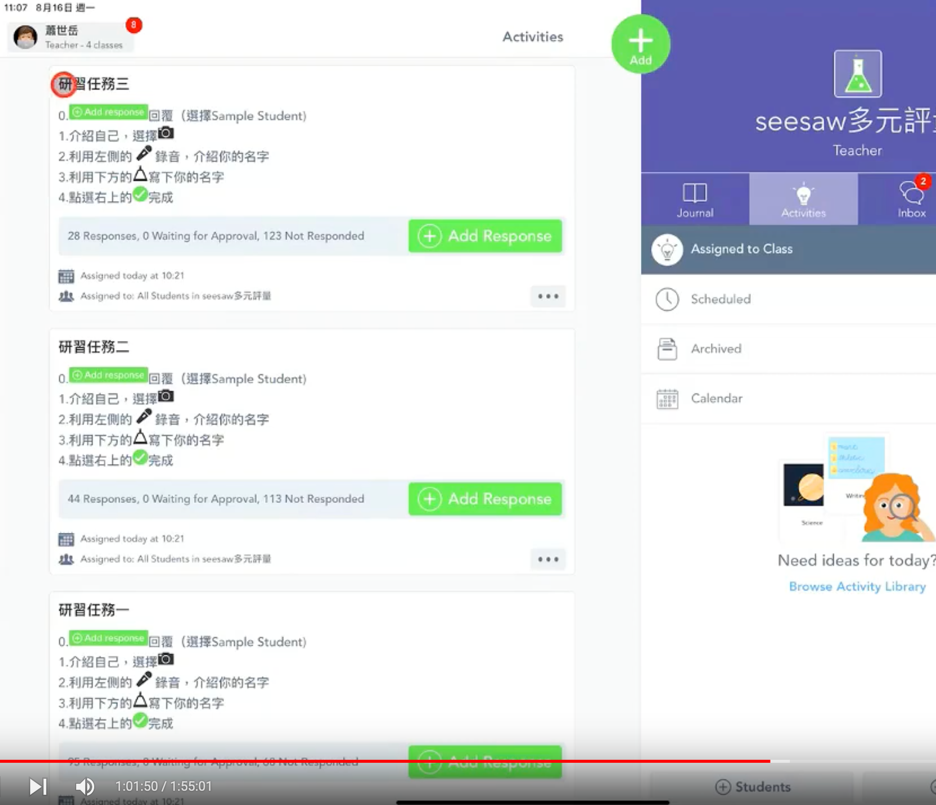 11:07 8月16日 週一
蕭世岳
8
Teacher - 4 classes
Activities
Add
研習任務三
0. Add response 回覆（選擇Sample Student）
1.介紹自己，選擇
2.利用左側的 錄音，介紹你的名字
3.利用下方的 寫下你的名字
4.點選右上的 完成
28 Responses, 0 Waiting for Approval, 123 Not Responded
Add Response
Assigned today at 10:21
Assigned to: All Students in seesaw多元評量
研習任務二
0. Add response 回覆（選擇Sample Student）
1.介紹自己，選擇
2.利用左側的 錄音，介紹你的名字
3.利用下方的 寫下你的名字
4.點選右上的 完成
44 Responses, 0 Waiting for Approval, 113 Not Responded
Add Response
Assigned today at 10:21
Assigned to: All Students in seesaw多元評量
研習任務一
0. Add response 回覆（選擇Sample Student）
1.介紹自己，選擇
2.利用左側的 錄音，介紹你的名字
3.利用下方的 寫下你的名字
4.點選右上的 完成
Responses, 0 Waiting for Approval, Not Responded
Add Response
Assigned today at 10:21
1:01:50 / 1:55:01
seesaw多元評
Teacher
Journal
Activities
Inbox
2
Assigned to Class
Scheduled
Archived
Calendar
Science
Need ideas for today?
Browse Activity Library
Students